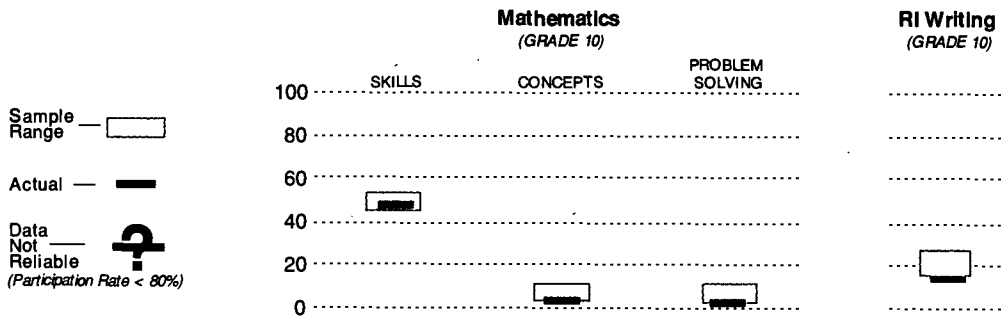 Mathematics
(GRADE 10)
RI Writing
(GRADE 10)
SKILLS
CONCEPTS
PROBLEM
SOLVING
Sample
Range
Actual
Data
Not
Reliable
?
(Participation Rate < 80%)
100
80
60
40
20
0